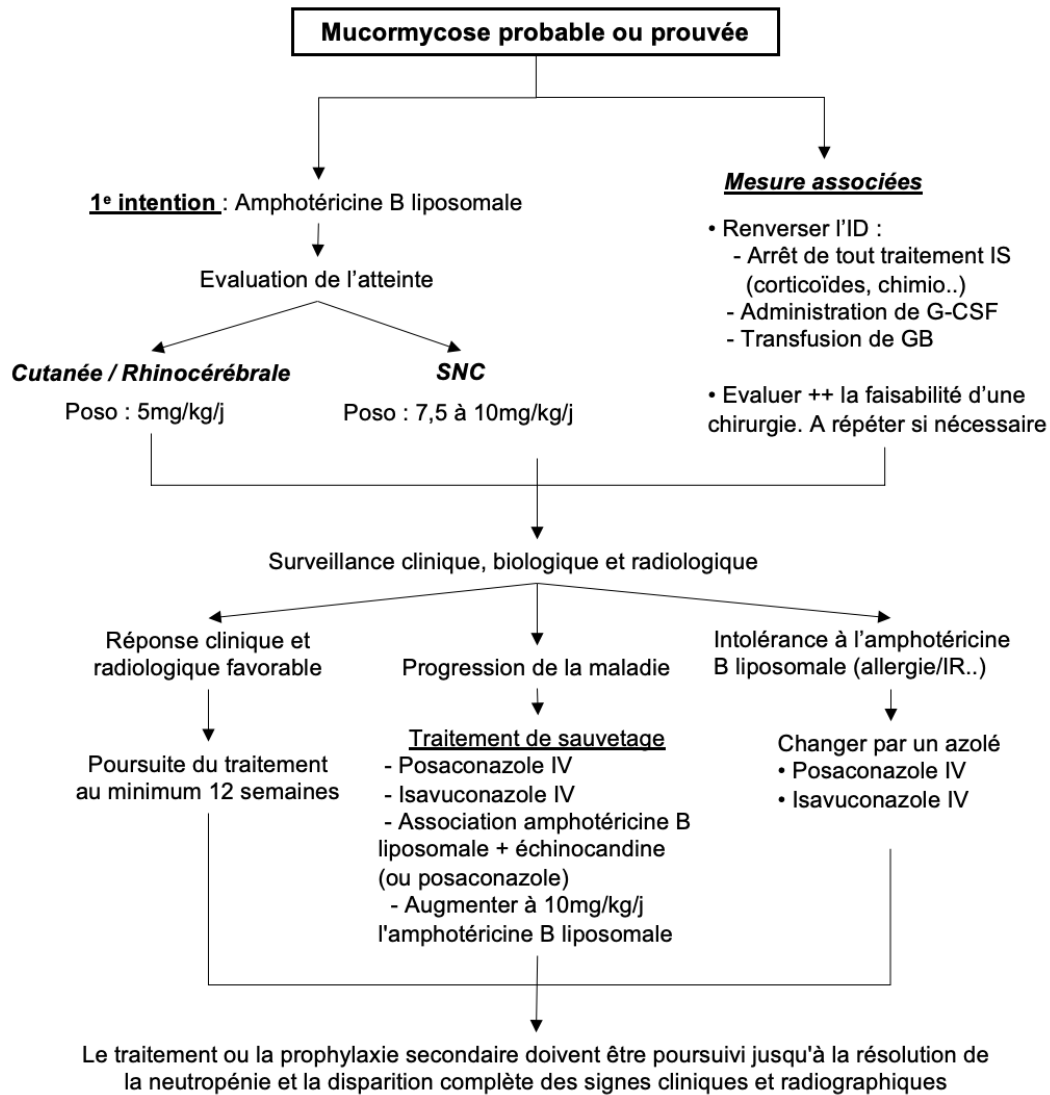 Mucormycose probable ou prouvée
1e intention : Amphotéricine B liposomale
Evaluation de l'atteinte
Cutanée / Rhinocérébrale
Poso : 5mg/kg/j
SNC
Poso : 7,5 à 10mg/kg/j
Mesure associées
• Renverser l'ID :
- Arrêt de tout traitement IS
(corticoïdes, chimio..)
- Administration de G-CSF
- Transfusion de GB
• Evaluer ++ la faisabilité d'une
chirurgie. A répéter si nécessaire
Surveillance clinique, biologique et radiologique
Réponse clinique et
radiologique favorable
Poursuite du traitement
au minimum 12 semaines
Progression de la maladie
Traitement de sauvetage
- Posaconazole IV
- Isavuconazole IV
- Association amphotéricine B
liposomale + échinocandine
(ou posaconazole)
- Augmenter à 10mg/kg/j
l'amphotéricine B liposomale
Intolérance à l'amphotéricine
B liposomale (allergie/IR..)
Changer par un azolé
• Posaconazole IV
• Isavuconazole IV
Le traitement ou la prophylaxie secondaire doivent être poursuivi jusqu'à la résolution de
la neutropénie et la disparition complète des signes cliniques et radiographiques